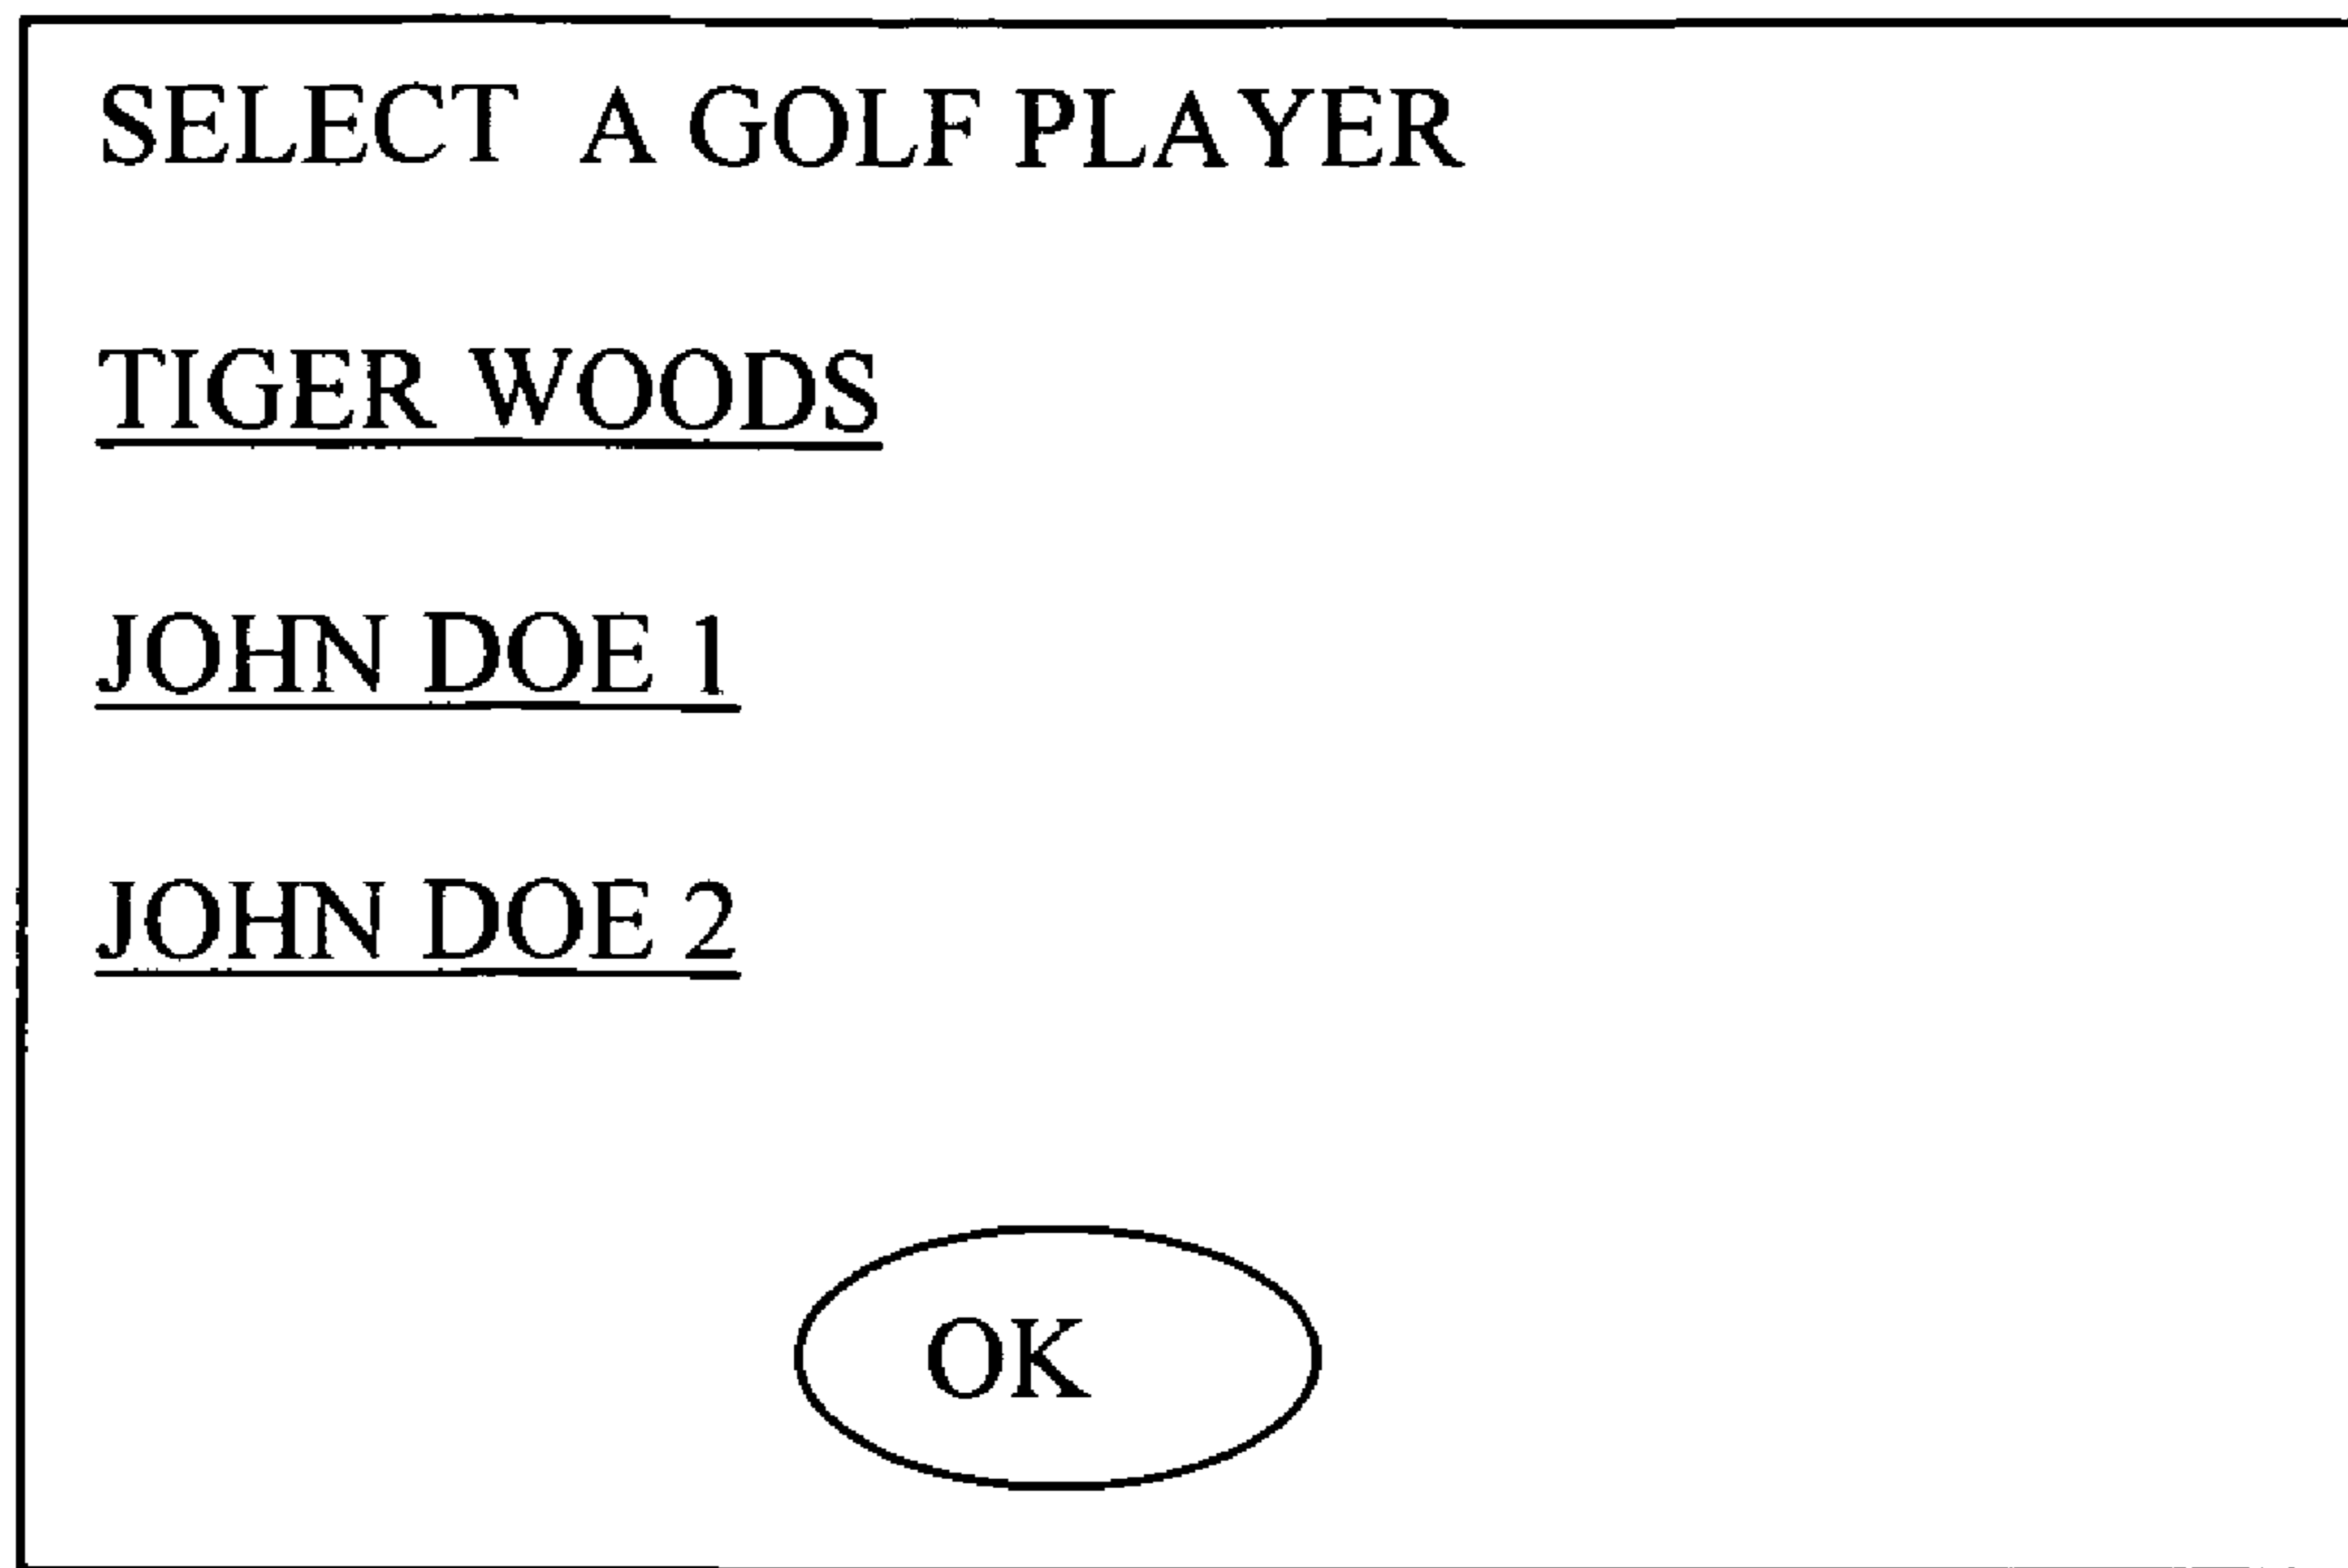 SELECT A GOLF PLAYER
TIGER WOODS
JOHN DOE 1
JOHN DOE 2
OK